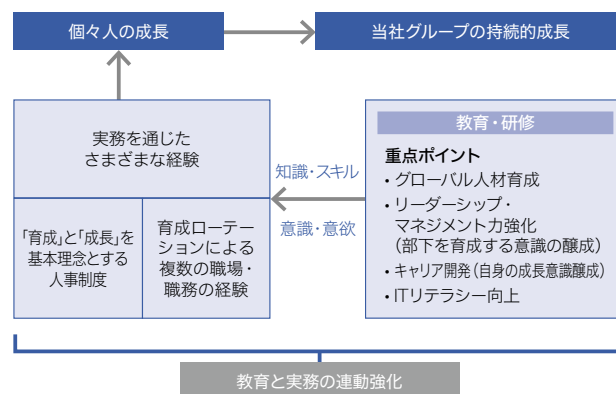 個々人の成長
当社グループの持続的成長
実務を通じた
さまざまな経験
「育成」と「成長」を
基本理念とする
人事制度
育成ローテー
ションによる
複数の職場・
職務の経験
知識・スキル
意識・意欲
教育・研修
重点ポイント
・グローバル人材育成
・リーダーシップ・
マネジメント力強化
(部下を育成する意識の醸成)
・キャリア開発(自身の成長意識醸成)
・ITリテラシー向上
教育と実務の連動強化